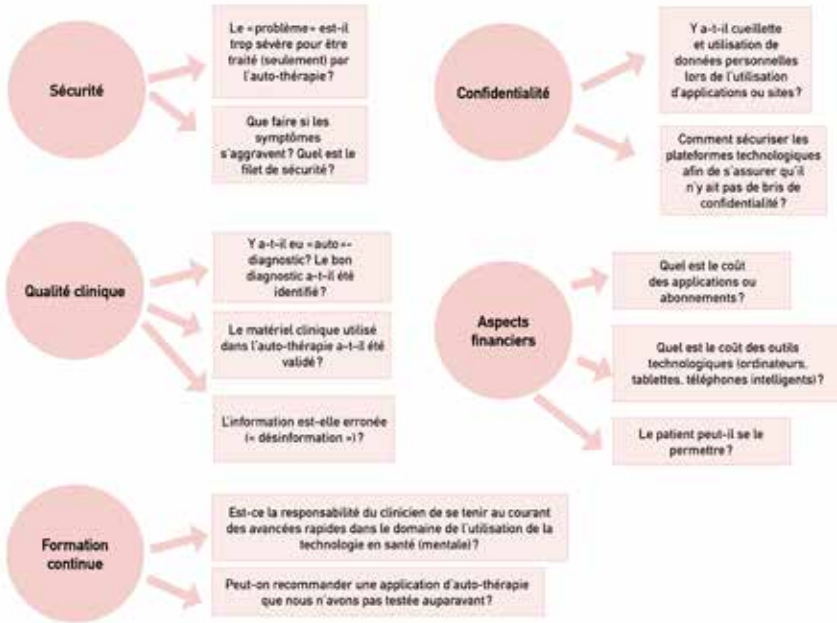 Sécurité
Le «problème» est-il
trop sévère pour être
traité (seulement) par
l'auto-thérapie?
Que faire si les
symptômes
s'aggravent? Quel est le
filet de sécurité?
Confidentialité
Y a-t-il cueillette
et utilisation de
données personnelles
lors de l'utilisation
d'applications ou sites?
Comment sécuriser les
plateformes technologiques
afin de s'assurer qu'il
n'y ait pas de bris de
confidentialité?
Qualité clinique
Y a-t-il eu «auto»-
diagnostic? Le bon
diagnostic a-t-il été
identifié?
Le matériel clinique utilisé
dans l'auto-thérapie a-t-il été
validé?
L'information est-elle erronée
(« désinformation »)?
Aspects
financiers
Quel est le coût
des applications ou
abonnements?
Quel est le coût des outils
technologiques (ordinateurs,
tablettes, téléphones intelligents)?
Le patient peut-il se le
permettre?
Formation
continue
Est-ce la responsabilité du clinicien de se tenir au courant
des avancées rapides dans le domaine de l'utilisation de la
technologie en santé (mentale)?
Peut-on recommander une application d'auto-thérapie
que nous n'avons pas testée auparavant?